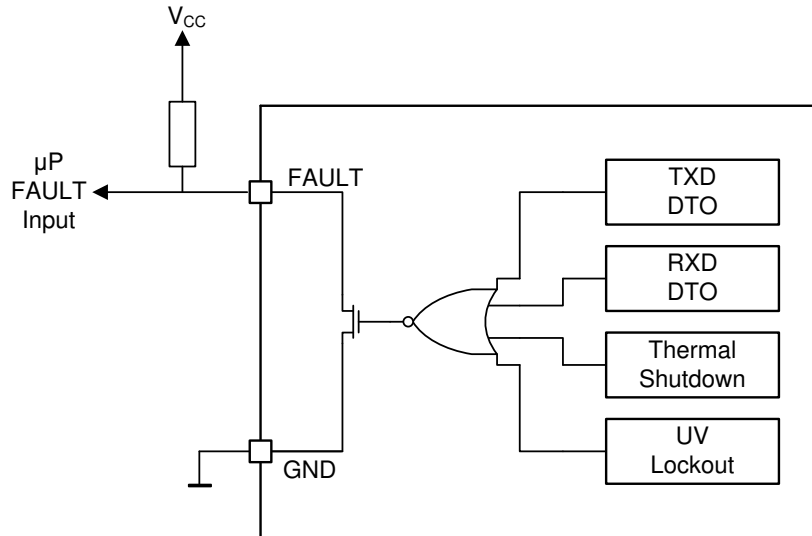 VCC
µP
FAULT
Input
FAULT
GND
TXD
DTO
RXD
DTO
Thermal
Shutdown
UV
Lockout